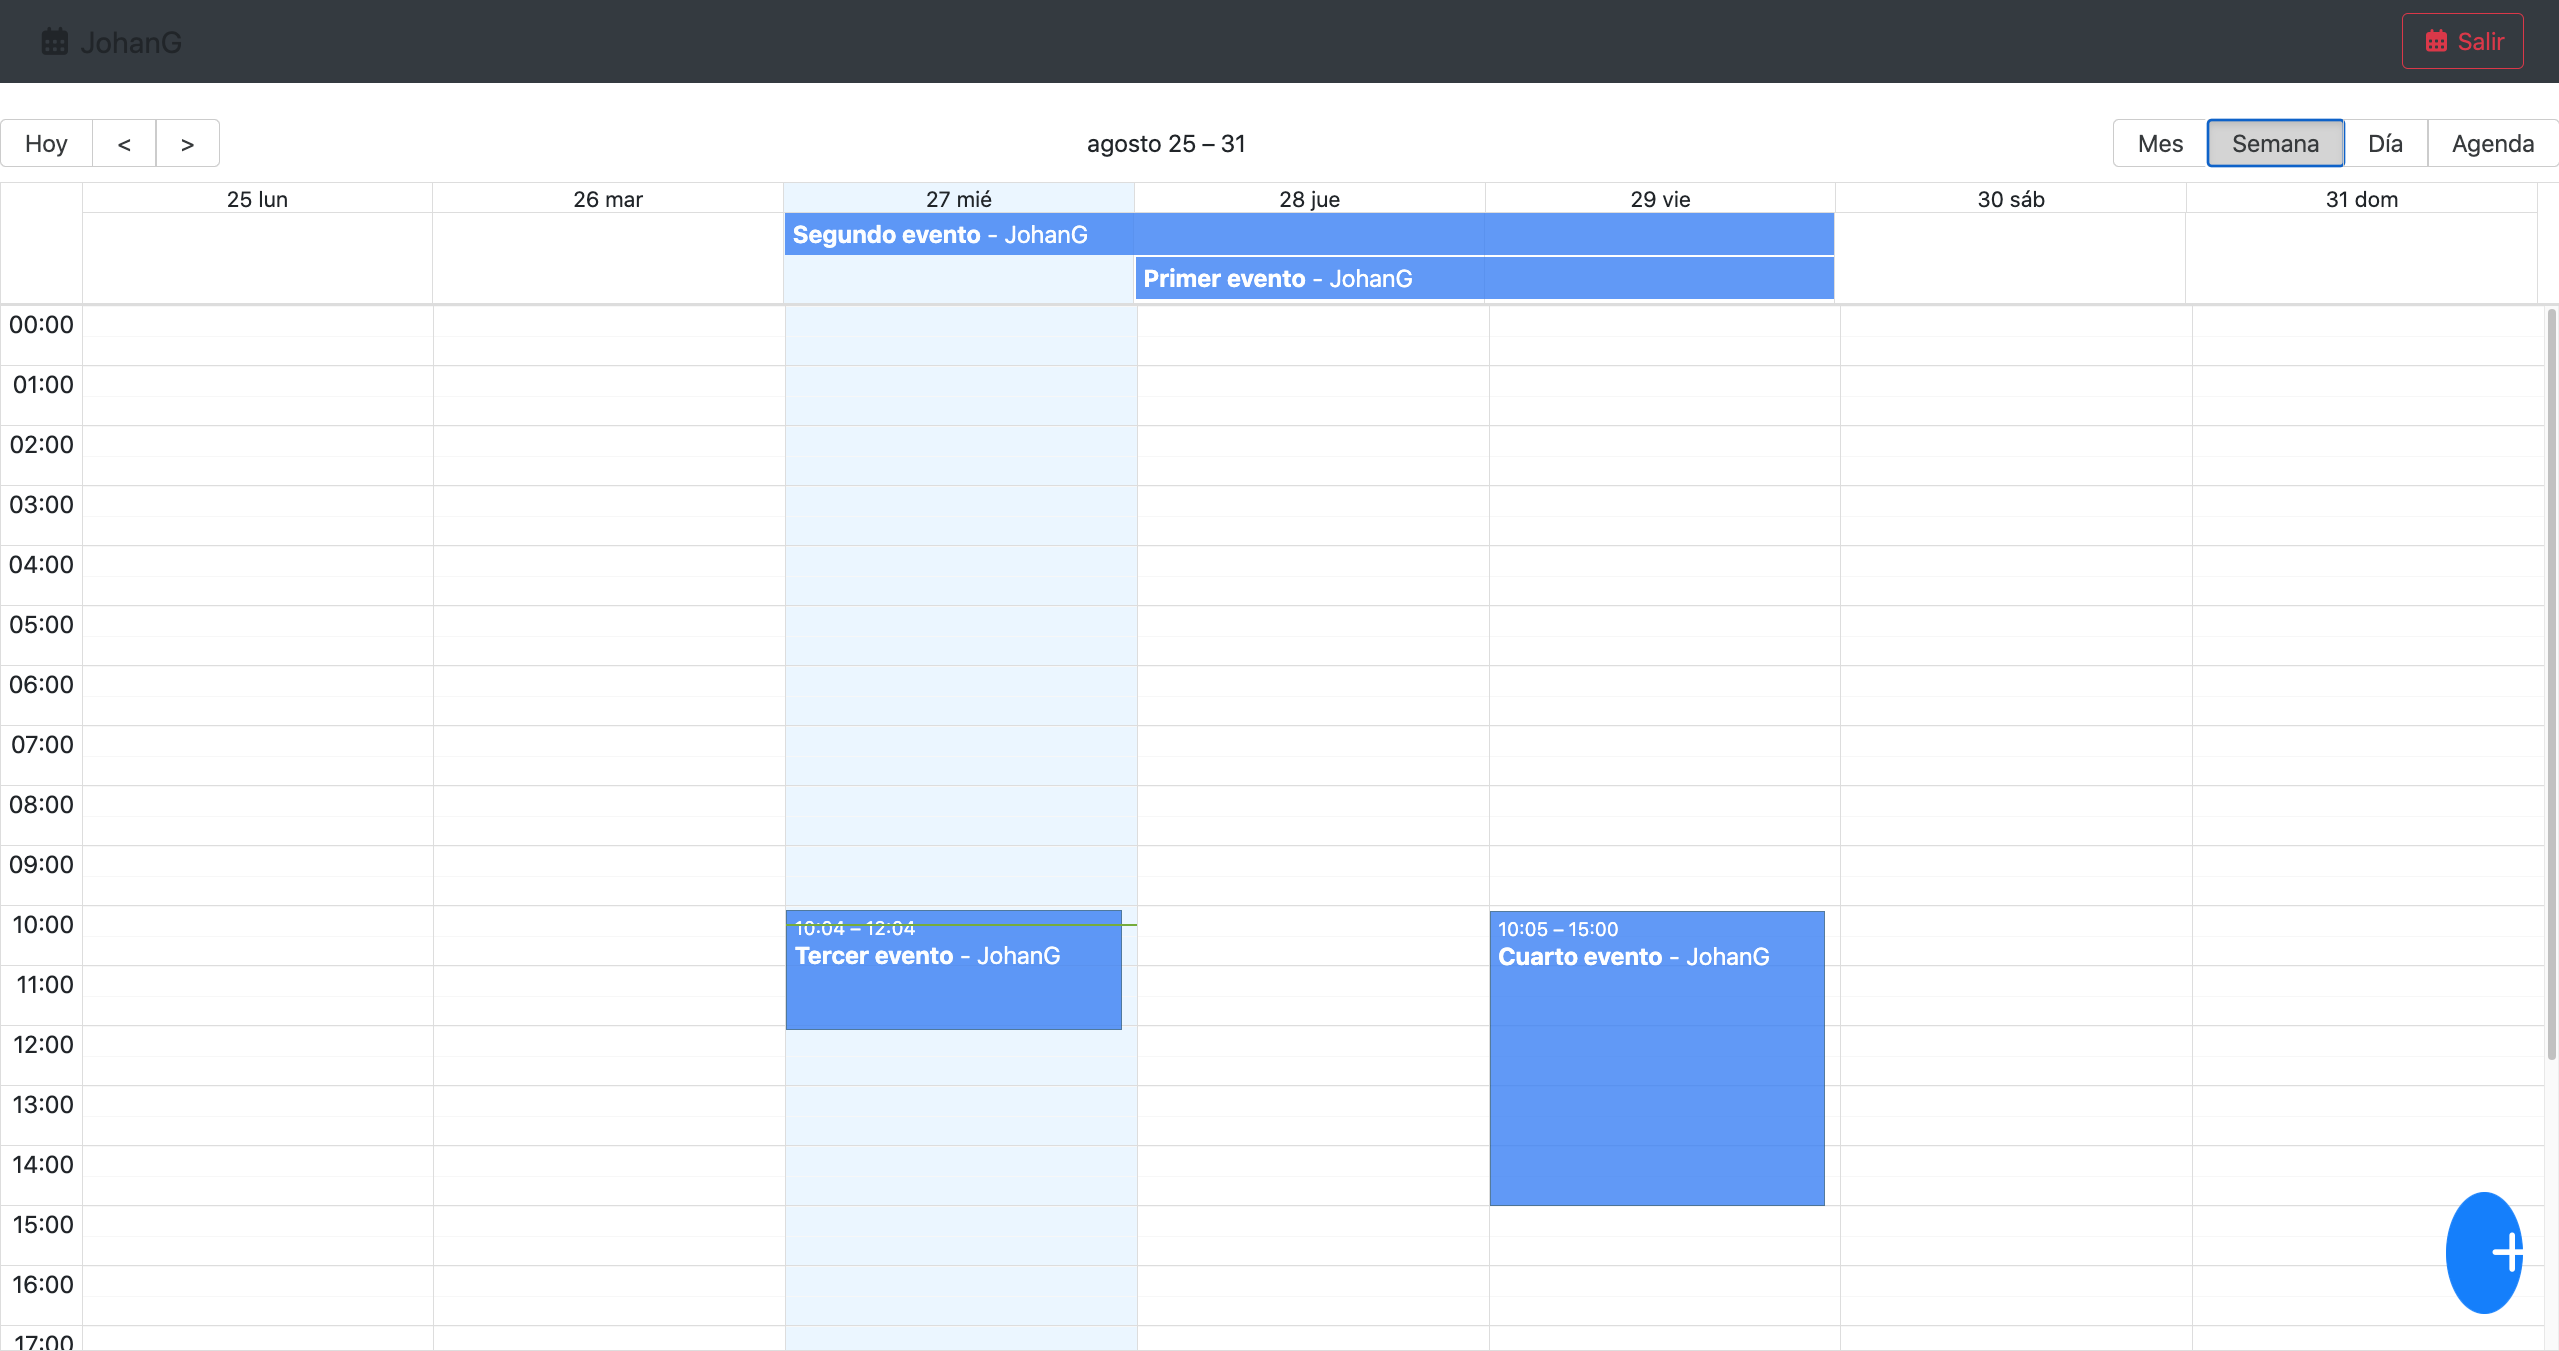 JohanG
Salir
Hoy < >
agosto 25 – 31
Mes Semana Día Agenda
25 lun 26 mar 27 mié 28 jue 29 vie 30 sáb 31 dom
Segundo evento - JohanG
Primer evento - JohanG
00:00
01:00
02:00
03:00
04:00
05:00
06:00
07:00
08:00
09:00
10:00
10:04 – 12:04
Tercer evento - JohanG
10:05 – 15:00
Cuarto evento - JohanG
11:00
12:00
13:00
14:00
15:00
16:00
17:00